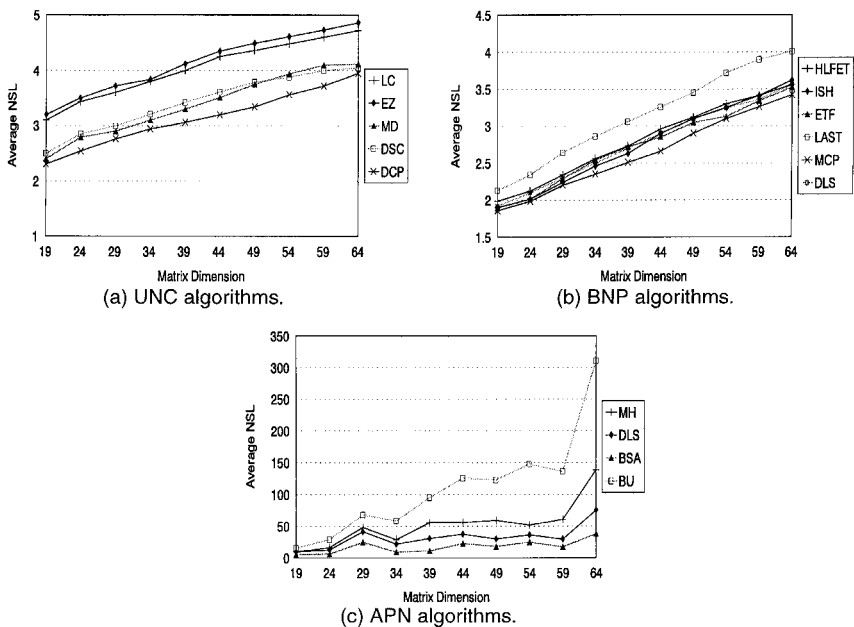 5
4
3
2
1
Average NSL
19 24 29 34 39 44 49 54 59 64
Matrix Dimension
LC
EZ
MD
DSC
DCP
(a) UNC algorithms.
4.5
4
3.5
3
2.5
2
1.5
Average NSL
19 24 29 34 39 44 49 54 59 64
Matrix Dimension
HLFET
ISH
ETF
LAST
MCP
DLS
(b) BNP algorithms.
350
300
250
200
150
100
50
0
Average NSL
19 24 29 34 39 44 49 54 59 64
Matrix Dimension
MH
DLS
BSA
BU
(c) APN algorithms.